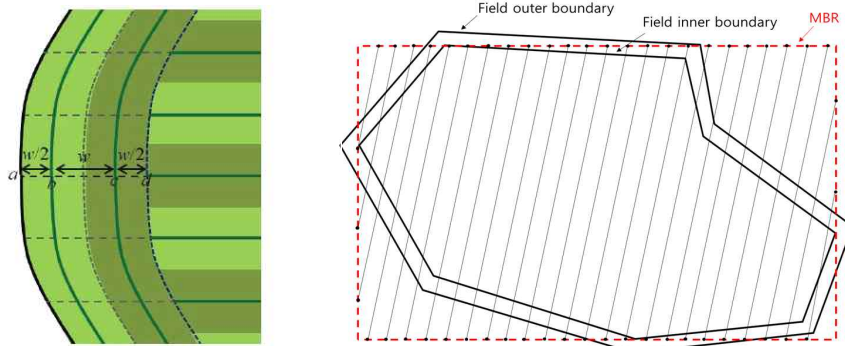 Field outer boundary
Field inner boundary
MBR
w/2
w
w/2
a
b
c
d